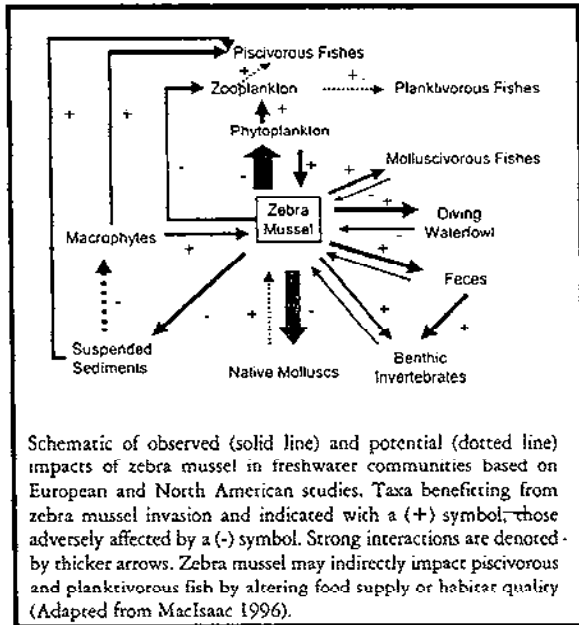 Piscivorous Fishes
Zooplankton
Planktivorous Fishes
Phytoplankton
Molluscivorous Fishes
Zebra
Mussel
Diving
Waterfowl
Macrophytes
Feces
Suspended
Sediments
Native Molluscs
Benthic
Invertebrates
Schematic of observed (solid line) and potential (dotted line)
impacts of zebra mussel in freshwater communities based on
European and North American studies. Taxa benefitting from
zebra mussel invasion and indicated with a (+) symbol, those
adversely affected by a (-) symbol. Strong interactions are denoted
by thicker arrows. Zebra mussel may indirectly impact piscivorous
and planktivorous fish by altering food supply or habitat quality
(Adapted from MacIsaac 1996).